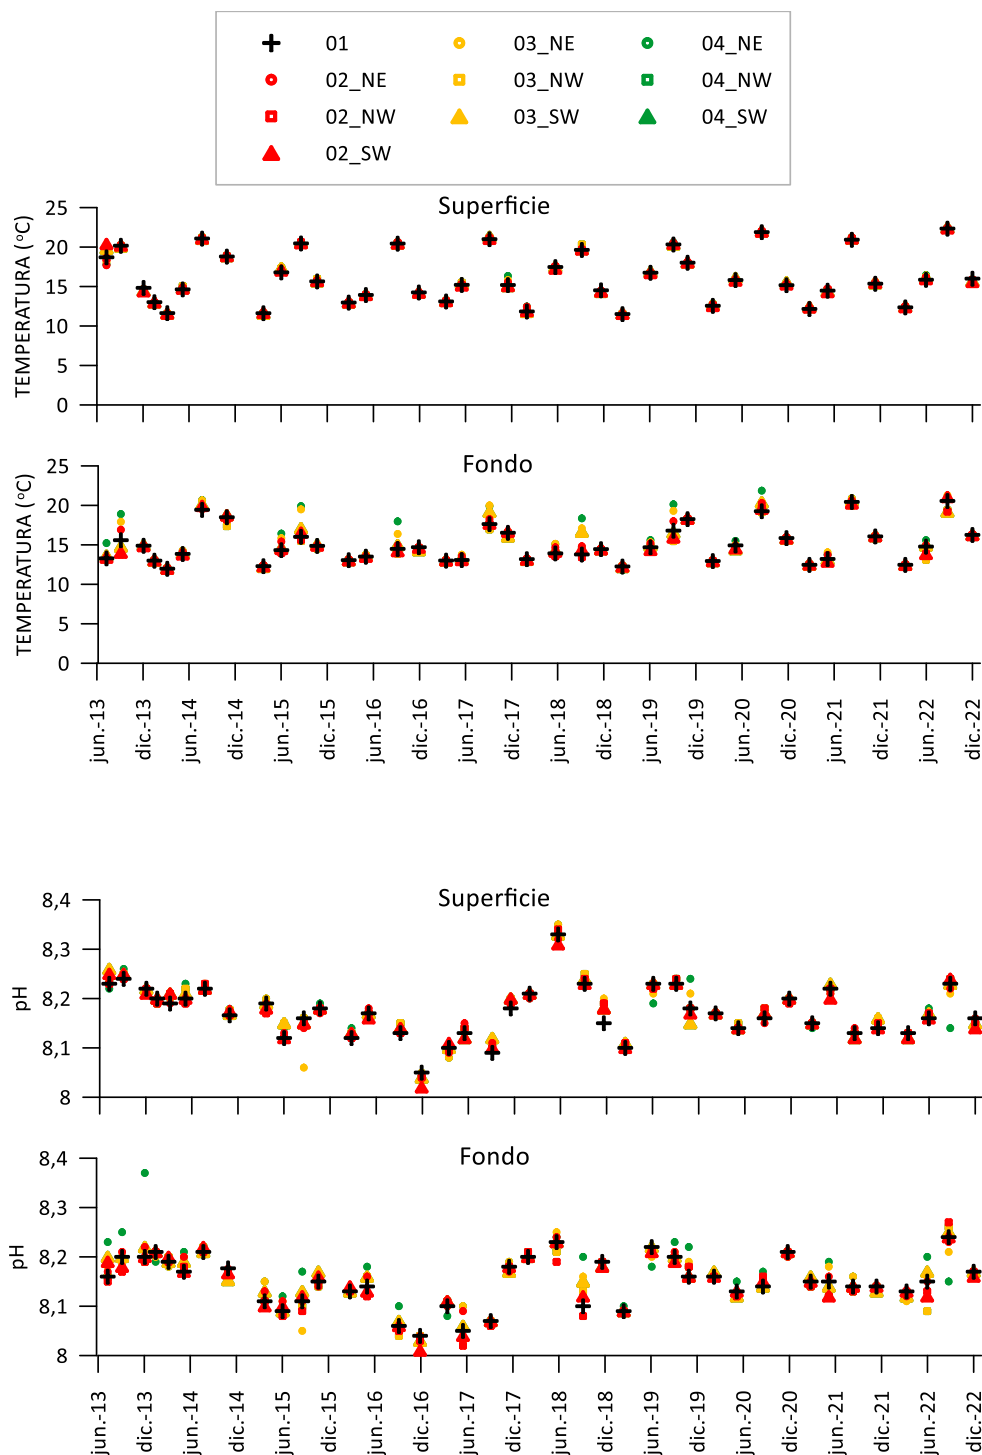 01 03_NE 04_NE
02_NE 03_NW 04_NW
02_NW 03_SW 04_SW
02_SW
Superficie
TEMPERATURA (ºC)
25
20
15
10
5
0
Fondo
TEMPERATURA (ºC)
25
20
15
10
5
0
jun.-13 dic.-13 jun.-14 dic.-14 jun.-15 dic.-15 jun.-16 dic.-16 jun.-17 dic.-17 jun.-18 dic.-18 jun.-19 dic.-19 jun.-20 dic.-20 jun.-21 dic.-21 jun.-22 dic.-22
Superficie
pH
8,4
8,3
8,2
8,1
8
Fondo
pH
8,4
8,3
8,2
8,1
8
jun.-13 dic.-13 jun.-14 dic.-14 jun.-15 dic.-15 jun.-16 dic.-16 jun.-17 dic.-17 jun.-18 dic.-18 jun.-19 dic.-19 jun.-20 dic.-20 jun.-21 dic.-21 jun.-22 dic.-22